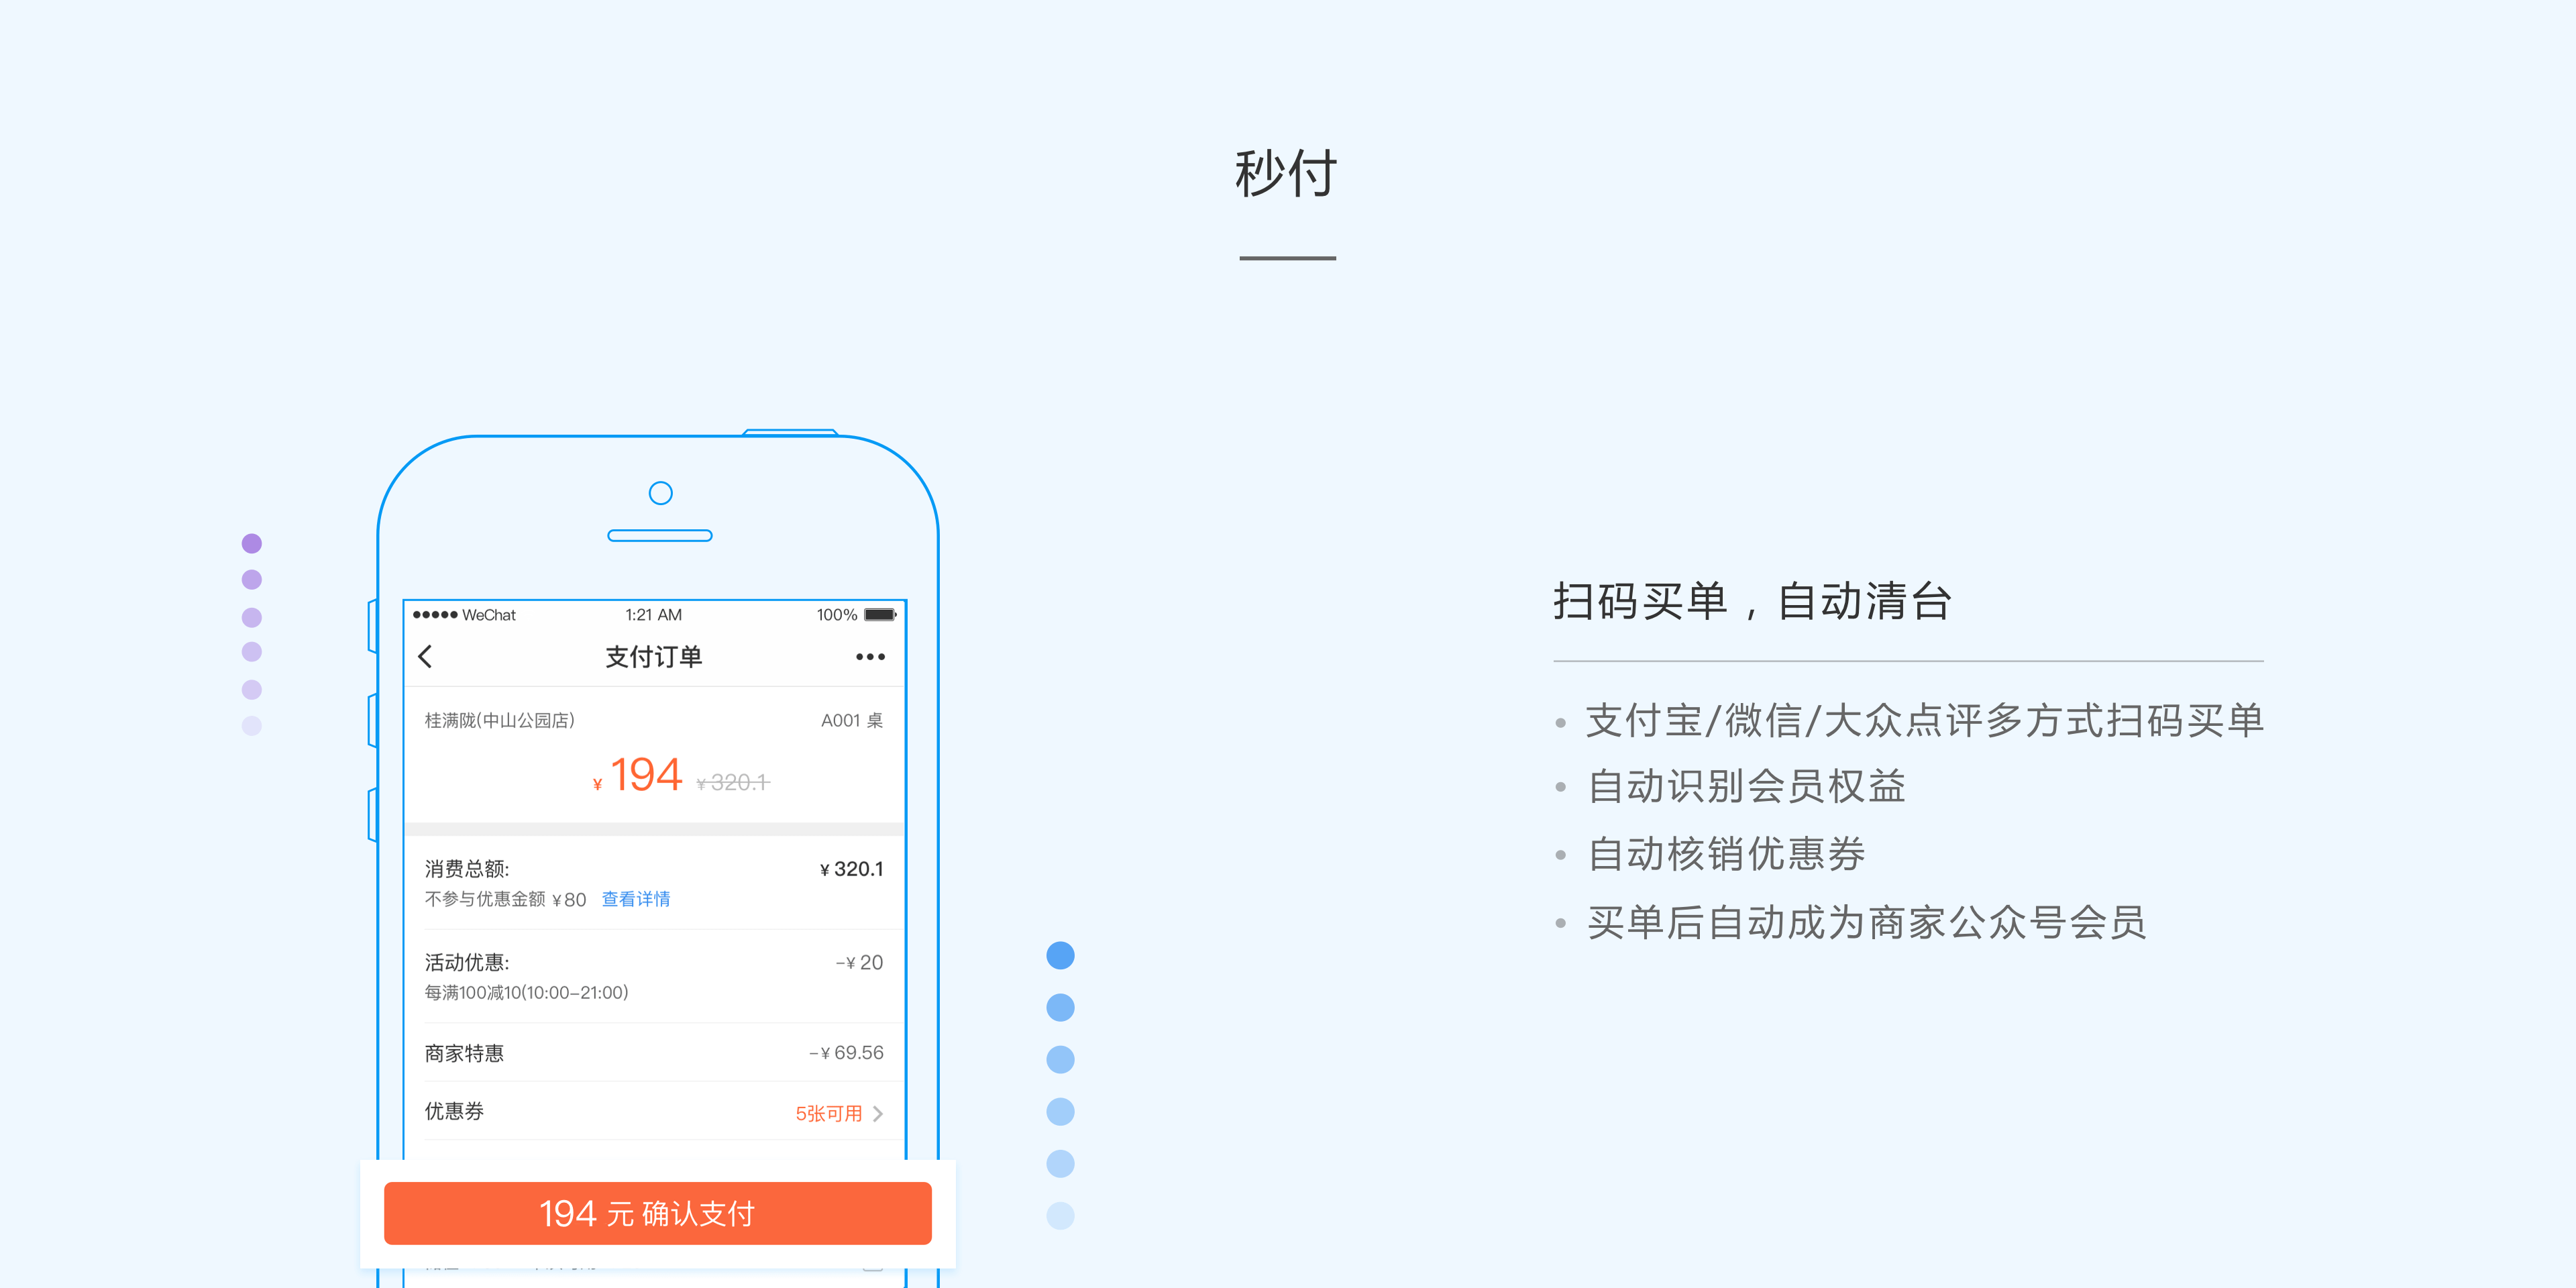 秒付
WeChat 1:21 AM 100%
支付订单
桂满陇(中山公园店) A001 桌
¥ 194 ¥ 320.1
消费总额: ¥ 320.1
不参与优惠金额 ¥ 80 查看详情
活动优惠: -¥ 20
每满100减10(10:00-21:00)
商家特惠 -¥ 69.56
优惠券 5张可用
194 元 确认支付
扫码买单，自动清台
支付宝/微信/大众点评多方式扫码买单
自动识别会员权益
自动核销优惠券
买单后自动成为商家公众号会员